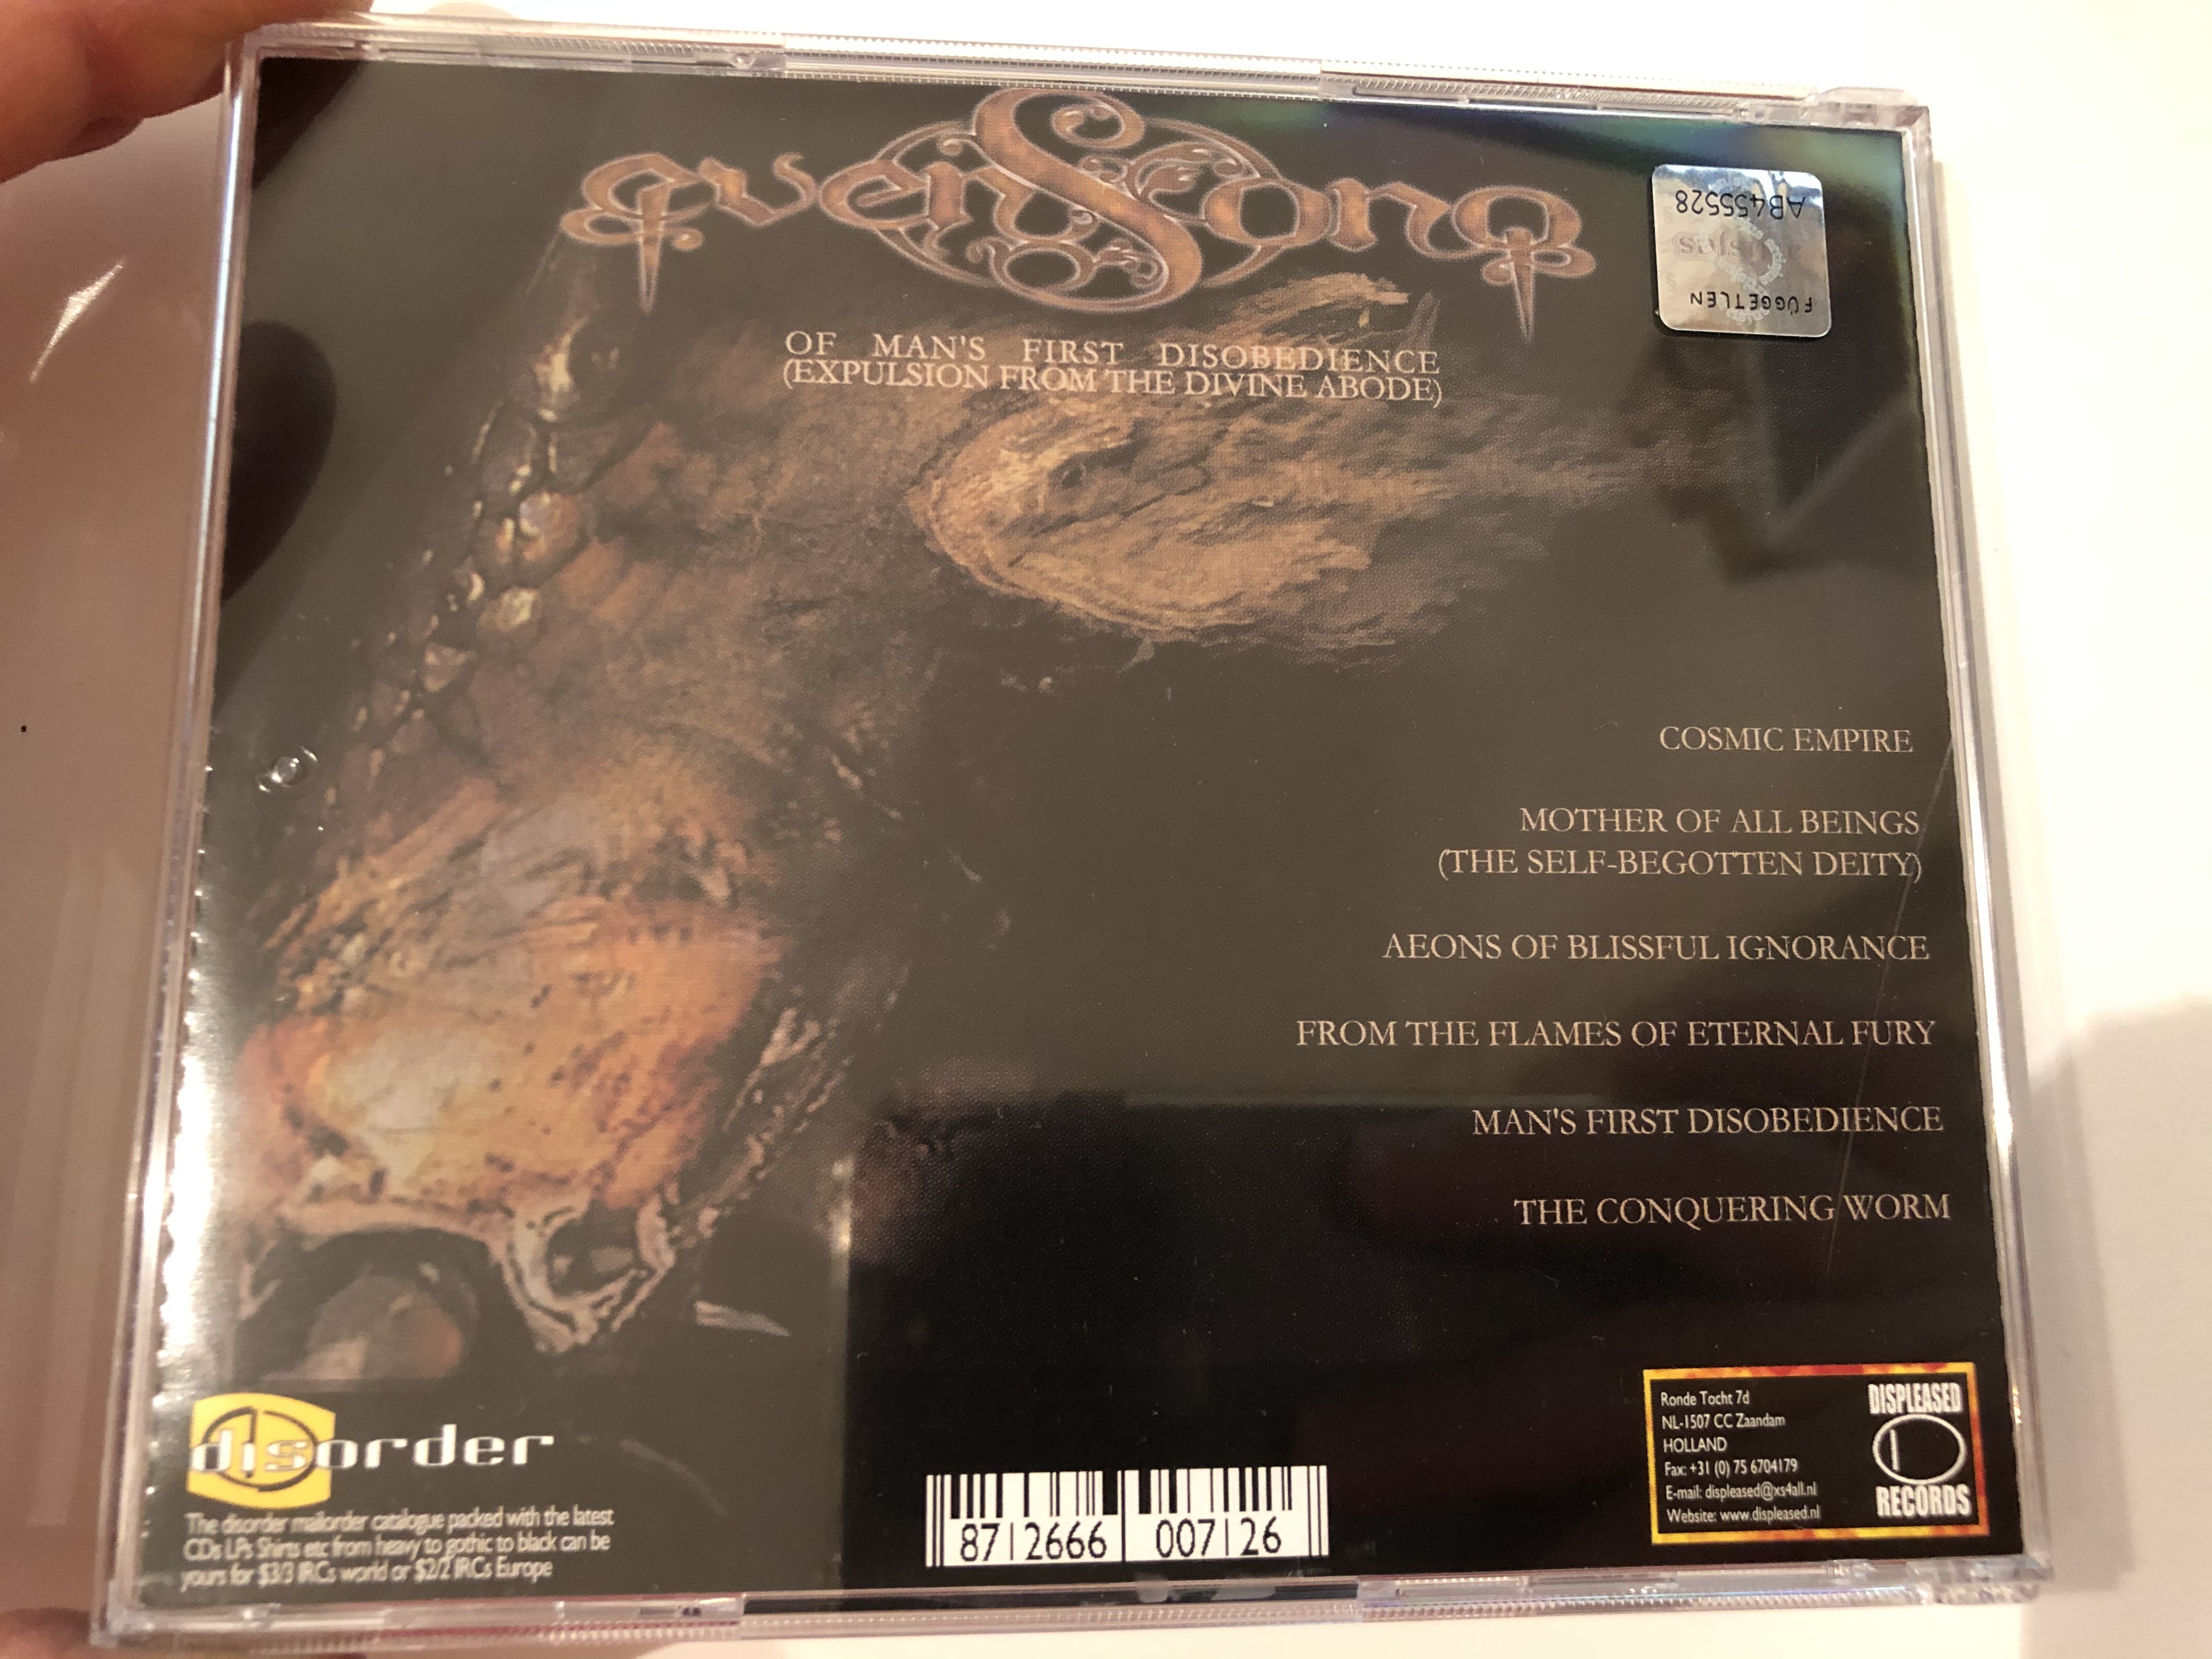 evenSong
AB455528
FÜGGETLEN
OF MAN'S FIRST DISOBEDIENCE
(EXPULSION FROM THE DIVINE ABODE)
COSMIC EMPIRE
MOTHER OF ALL BEINGS
(THE SELF-BEGOTTEN DEITY)
AEONS OF BLISSFUL IGNORANCE
FROM THE FLAMES OF ETERNAL FURY
MAN'S FIRST DISOBEDIENCE
THE CONQUERING WORM
disorder
The disorder mailorder catalogue packed with the latest
CDs LPs Shirts etc from heavy to gothic to black can be
yours for $3/3 IRCs world or $2/2 IRCs Europe
8712666 007126
Ronde Tocht 7d
NL-1507 CC Zaandam
HOLLAND
Fax: +31 (0) 75 6704179
E-mail: displeased@xs4all.nl
Website: www.displeased.nl
DISPLEASED
RECORDS